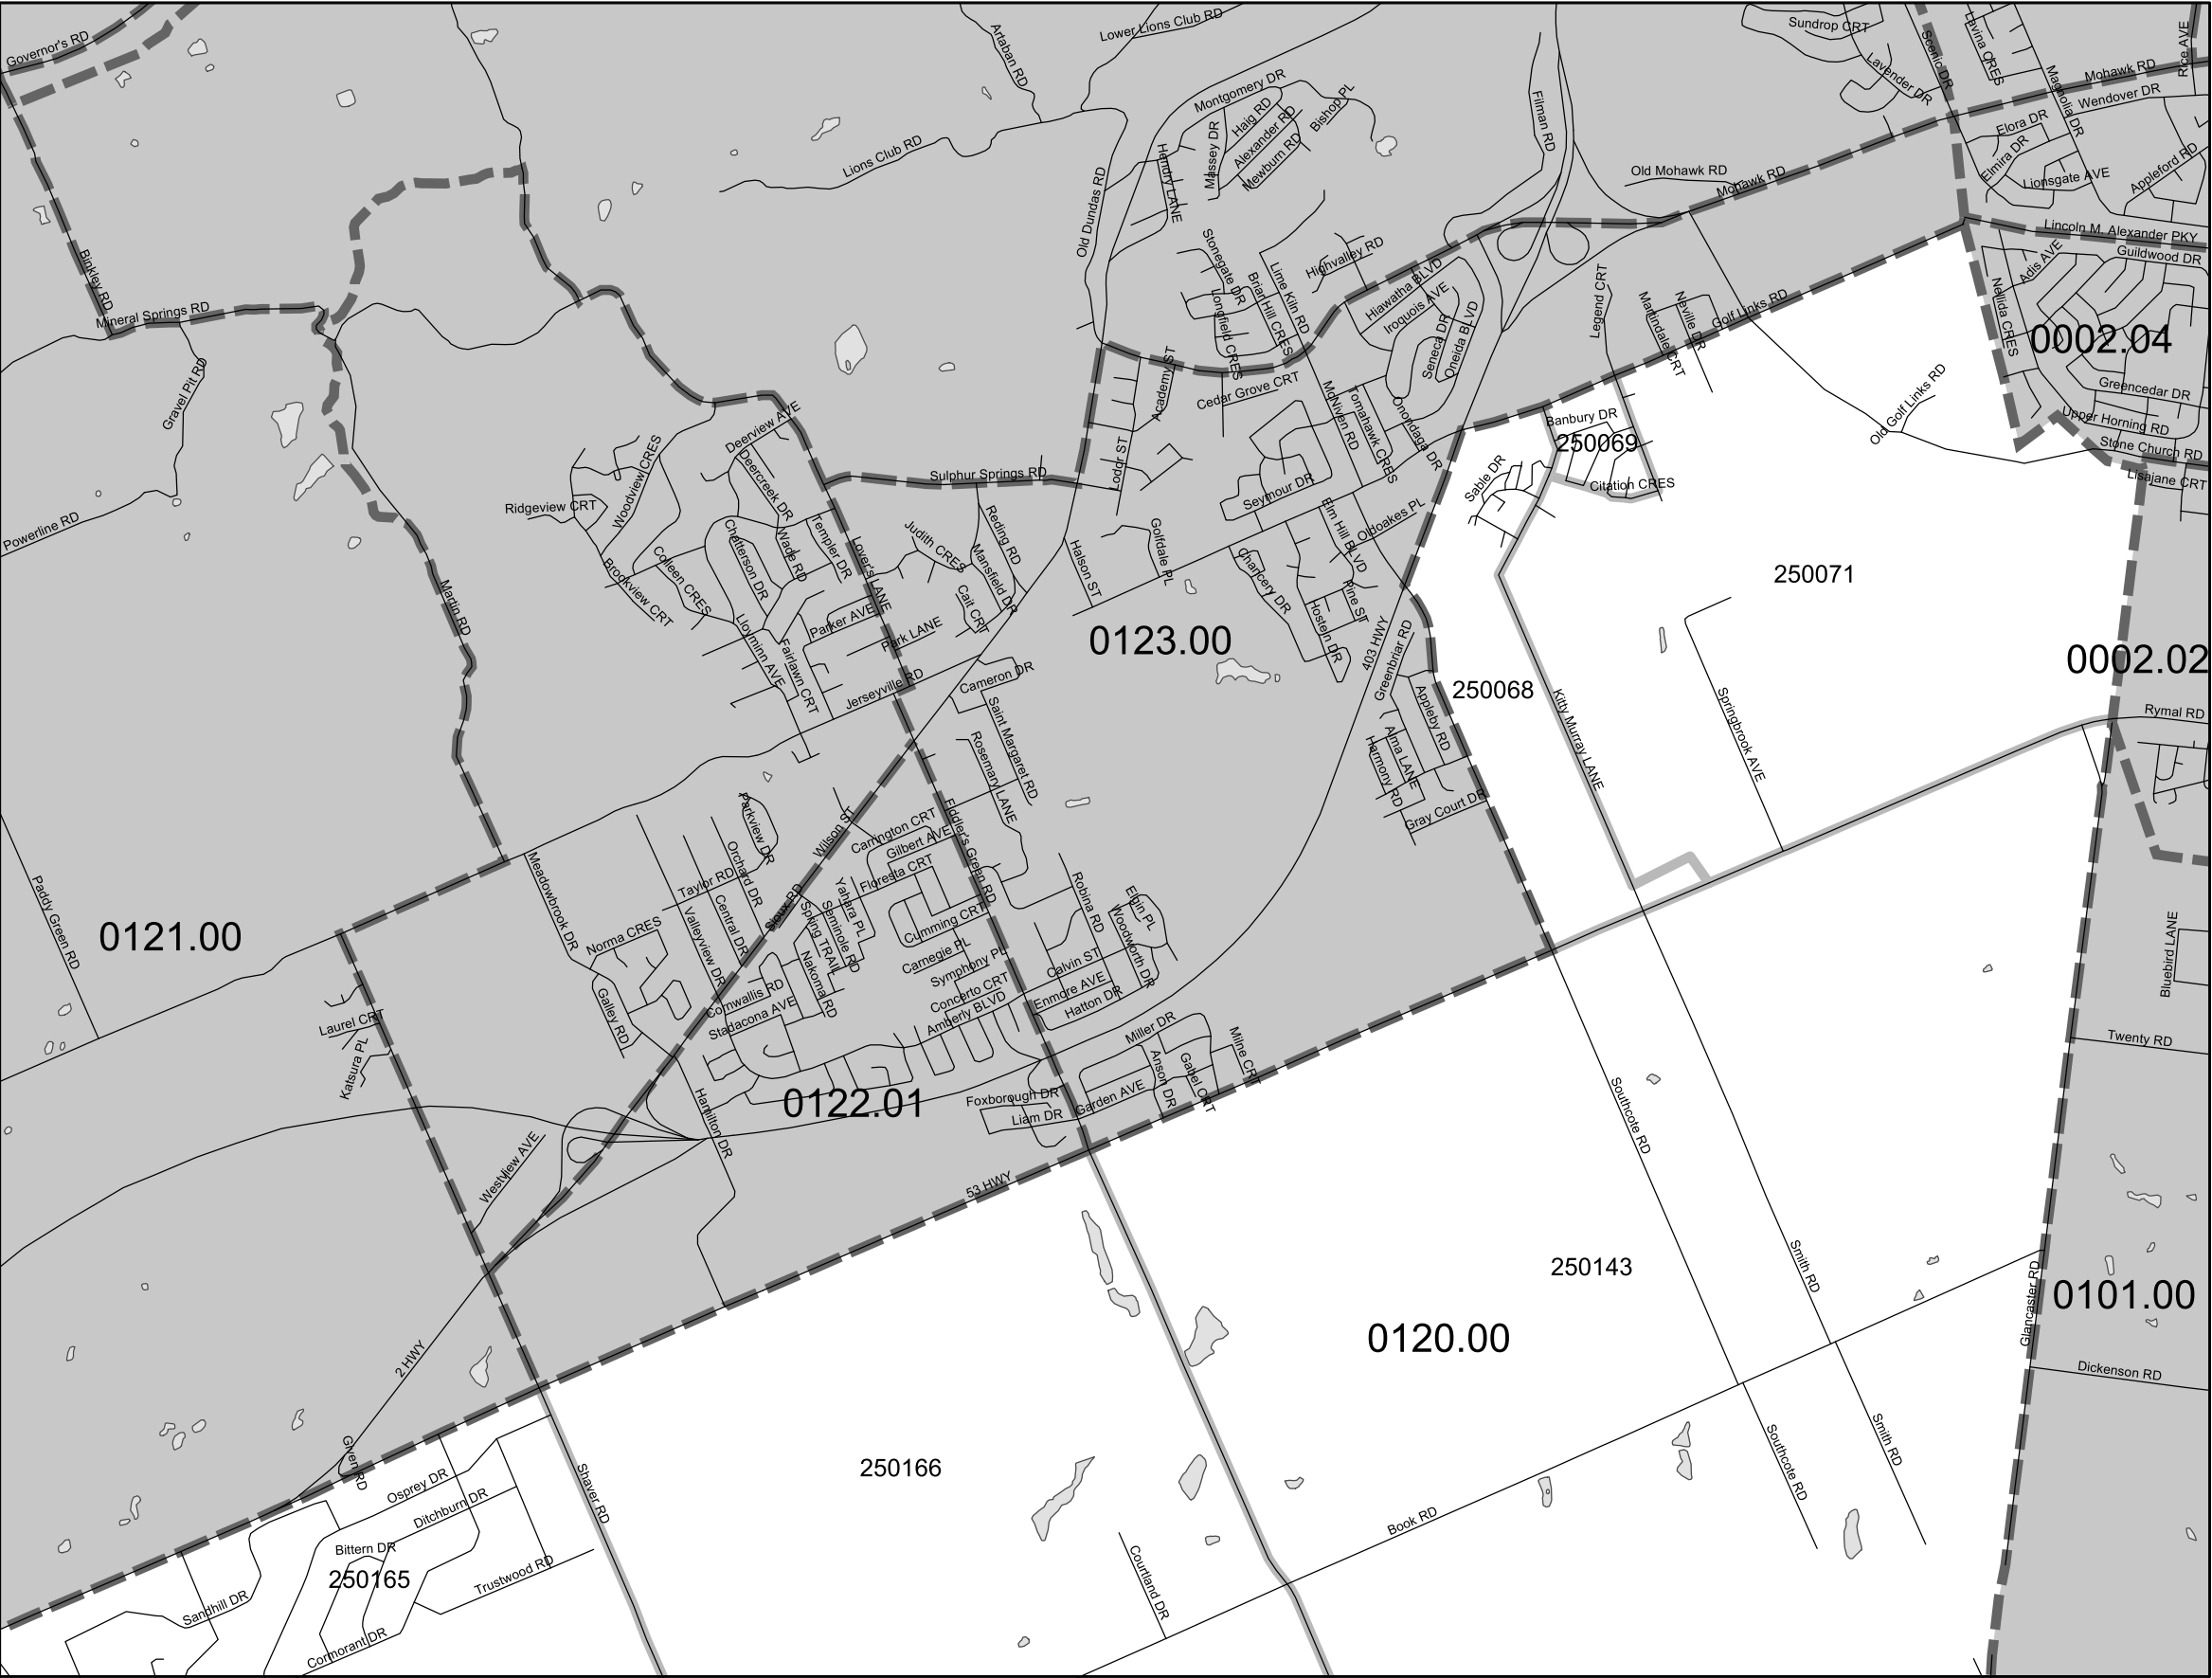 Governor's RD
Artaban RD
Lower Lions Club RD
Sundrop CRT
Scenic DR
Lavina CRES
Rice AVE
Lavender DR
Magnolia DR
Mohawk RD
Wendover DR
Montgomery DR
Haig RD
Massey DR
Alexander RD
Mewburn RD
Bishop PL
Filman RD
Elora DR
Elmira DR
Lionsgate AVE
Appleford RD
Lions Club RD
Hendry LANE
Old Mohawk RD
Mohawk RD
Old Dundas RD
Lincoln M. Alexander PKY
Binkley RD
Mineral Springs RD
Stonegate DR
Longfield CRES
Briar Hill CRES
Lime Kiln RD
Highvalley RD
Hiawatha BLVD
Iroquois AVE
Seneca DR
Oneida BLVD
Legend CRT
Martindale CRT
Neville DR
Golf Links RD
Adis AVE
Guildwood DR
Nellida CRES
0002.04
Greencedar DR
Upper Horning RD
Stone Church RD
Lisajane CRT
Old Golf Links RD
Gravel Pit RD
Powerline RD
Academy ST
Cedar Grove CRT
McNiven RD
Tomahawk CRES
Onondaga DR
Banbury DR
250069
Citation CRES
Sable DR
Deerview AVE
Deercreek DR
Woodview CRES
Ridgeview CRT
Sulphur Springs RD
Lodor ST
Seymour DR
Elm Hill BLVD
Oldoakes PL
Chatterson DR
Wade RD
Templer DR
Lover's LANE
Judith CRES
Reding RD
Mansfield DR
Cait CRT
Halson ST
Golfdale PL
Chancery DR
Hostein DR
Pine ST
403 HWY
250071
Brookview CRT
Colleen CRES
Martin RD
Lloyminn AVE
Fairlawn CRT
Parker AVE
Park LANE
Jerseyville RD
Cameron DR
0123.00
Greenbriar RD
Appleby RD
250068
Kitty Murray LANE
Springbrook AVE
0002.02
Rymal RD
Saint Margaret RD
Rosemary LANE
Harmony RD
Alma LANE
Gray Court DR
Paddy Green RD
0121.00
Meadowbrook DR
Parkview DR
Orchard DR
Taylor RD
Central DR
Valleyview DR
Norma CRES
Galley RD
Wilson ST
Sioux RD
Carrington CRT
Gilbert AVE
Floresta CRT
Fiddler's Green RD
Yahara PL
Seminole RD
Spring TRAIL
Nakoma RD
Cumming CRT
Carnegie PL
Symphony PL
Concerto CRT
Amberly BLVD
Cornwallis RD
Stadacona AVE
Robina RD
Elgin PL
Woodworth DR
Calvin ST
Enmore AVE
Hatton DR
Miller DR
Anson DR
Gabel CRT
Milne CRT
Garden AVE
Foxborough DR
Liam DR
Laurel CRT
Katsura PL
Westview AVE
Hamilton DR
0122.01
53 HWY
Bluebird LANE
Twenty RD
Southcote RD
Smith RD
Glancaster RD
0101.00
Dickenson RD
250143
0120.00
2 HWY
Given RD
Osprey DR
Ditchburn DR
Bittern DR
250165
Trustwood RD
Sandhill DR
Cormorant DR
Shaver RD
250166
Courtland DR
Book RD
Southcote RD
Smith RD